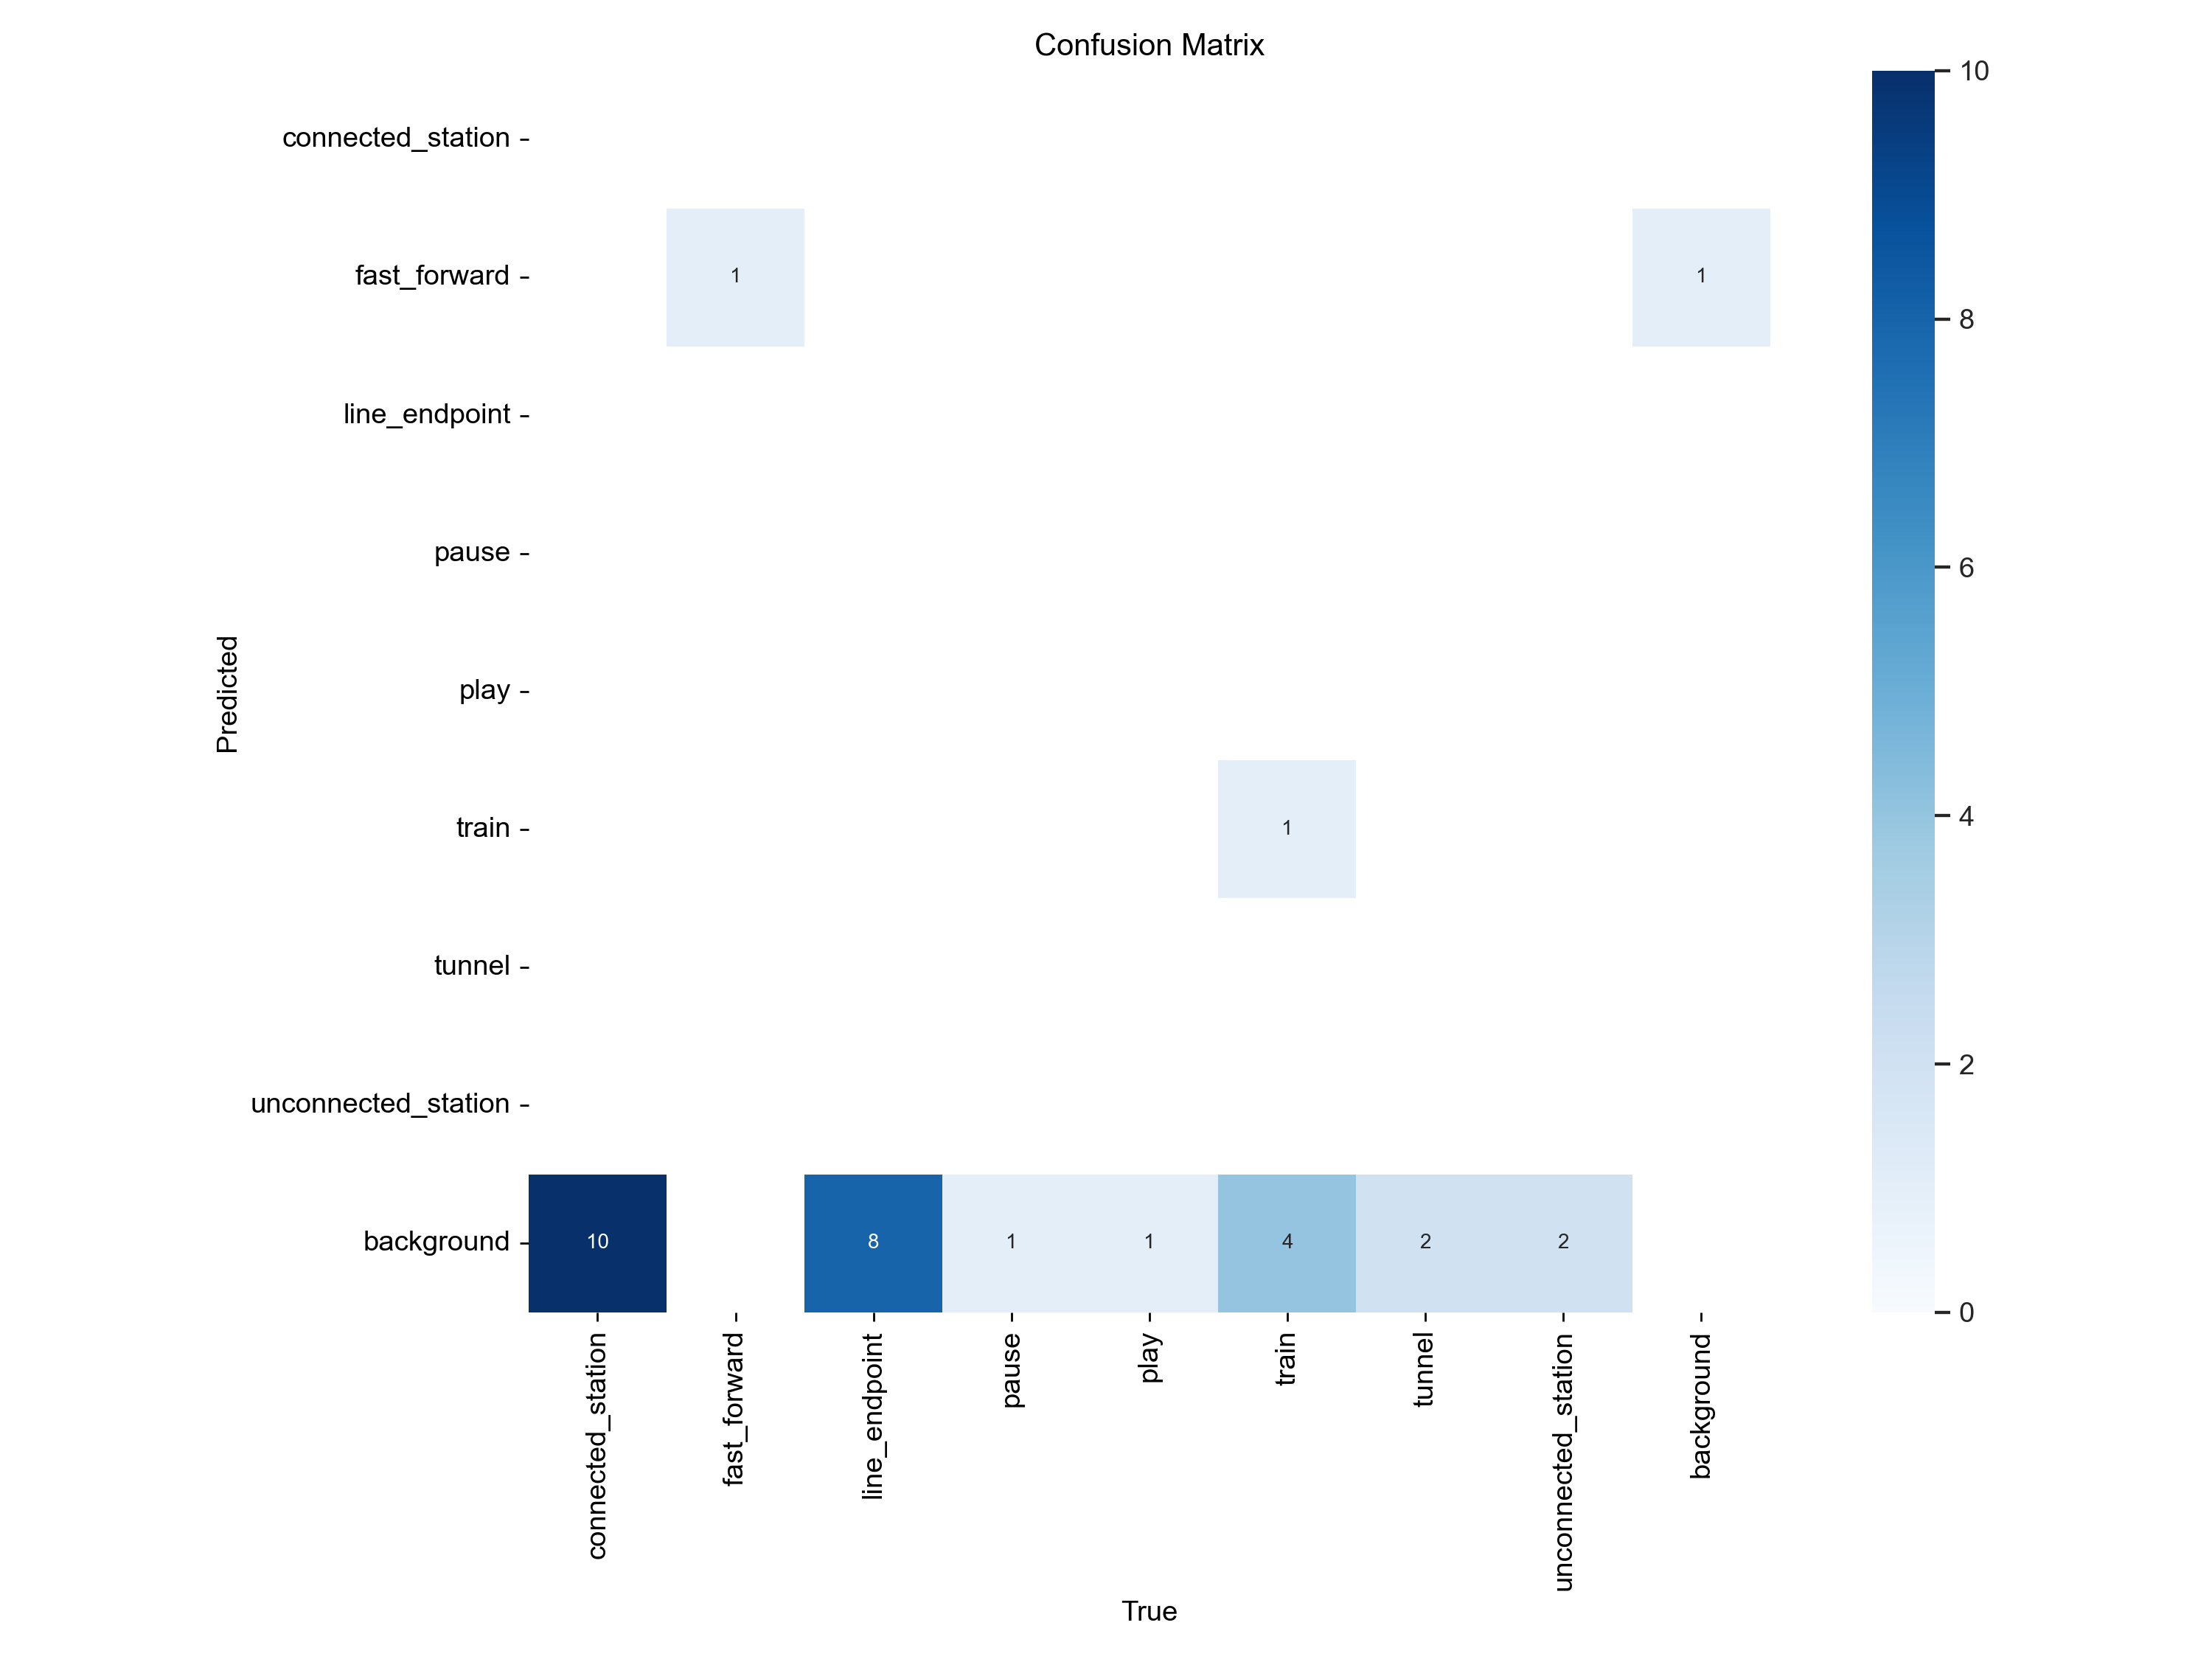 Confusion Matrix
connected_station
fast_forward
line_endpoint
pause
play
train
tunnel
unconnected_station
background
Predicted
1 1
1
10 8 1 1 4 2 2
connected_station
fast_forward
line_endpoint
pause
play
train
tunnel
unconnected_station
background
True
10
8
6
4
2
0